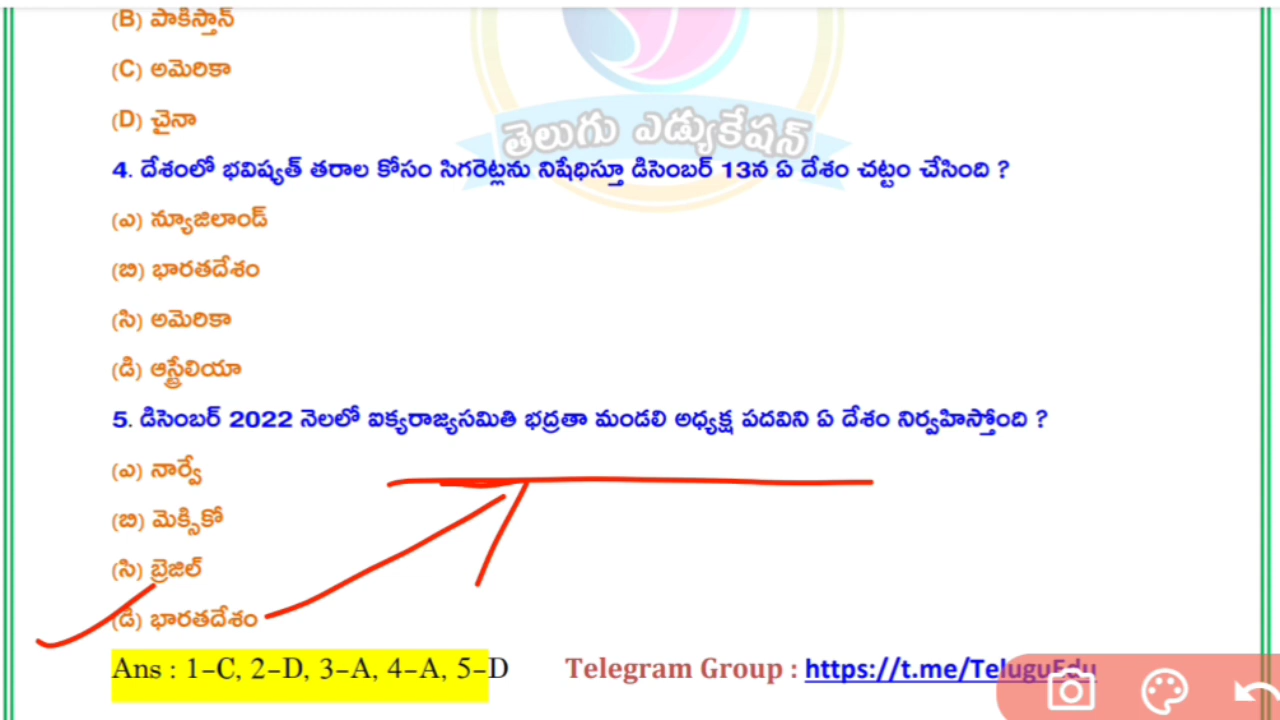 (B) పాకిస్తాన్
(C) అమెరికా
(D) చైనా
తెలుగు ఎడ్యుకేషన్
4. దేశంలో భవిష్యత్ తరాల కోసం సిగరెట్లను నిషేధిస్తూ డిసెంబర్ 13న ఏ దేశం చట్టం చేసింది ?
(ఎ) న్యూజిలాండ్
(బి) భారతదేశం
(సి) అమెరికా
(డి) ఆస్ట్రేలియా
5. డిసెంబర్ 2022 నెలలో ఐక్యరాజ్యసమితి భద్రతా మండలి అధ్యక్ష పదవిని ఏ దేశం నిర్వహిస్తోంది ?
(ఎ) నార్వే
(బి) మెక్సికో
(సి) బ్రెజిల్
(డి) భారతదేశం
Ans : 1-C, 2-D, 3-A, 4-A, 5-D Telegram Group : https://t.me/TeluguEdu